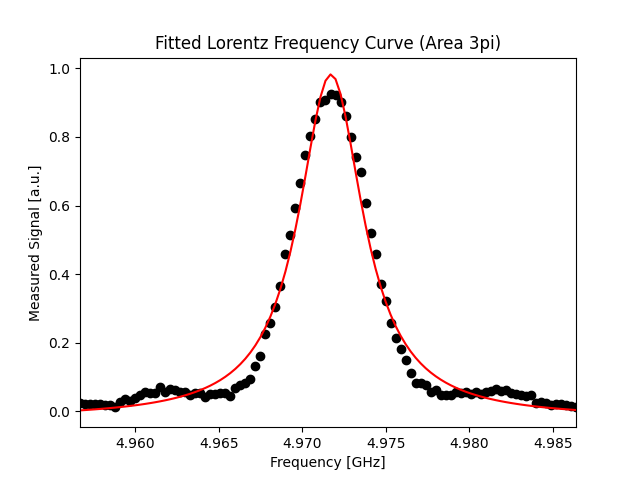 Fitted Lorentz Frequency Curve (Area 3pi)
1.0
0.8
0.6
0.4
0.2
0.0
Measured Signal [a.u.]
4.960 4.965 4.970 4.975 4.980 4.985
Frequency [GHz]